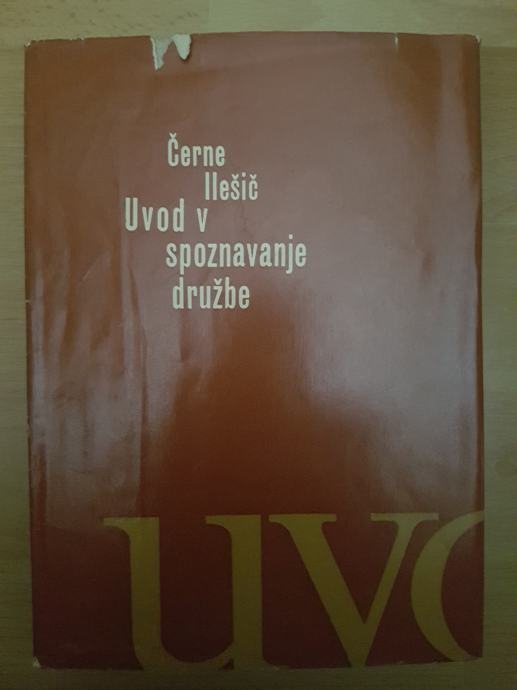 Černe
Ilešič
Uvod v
spoznavanje
družbe
uvo